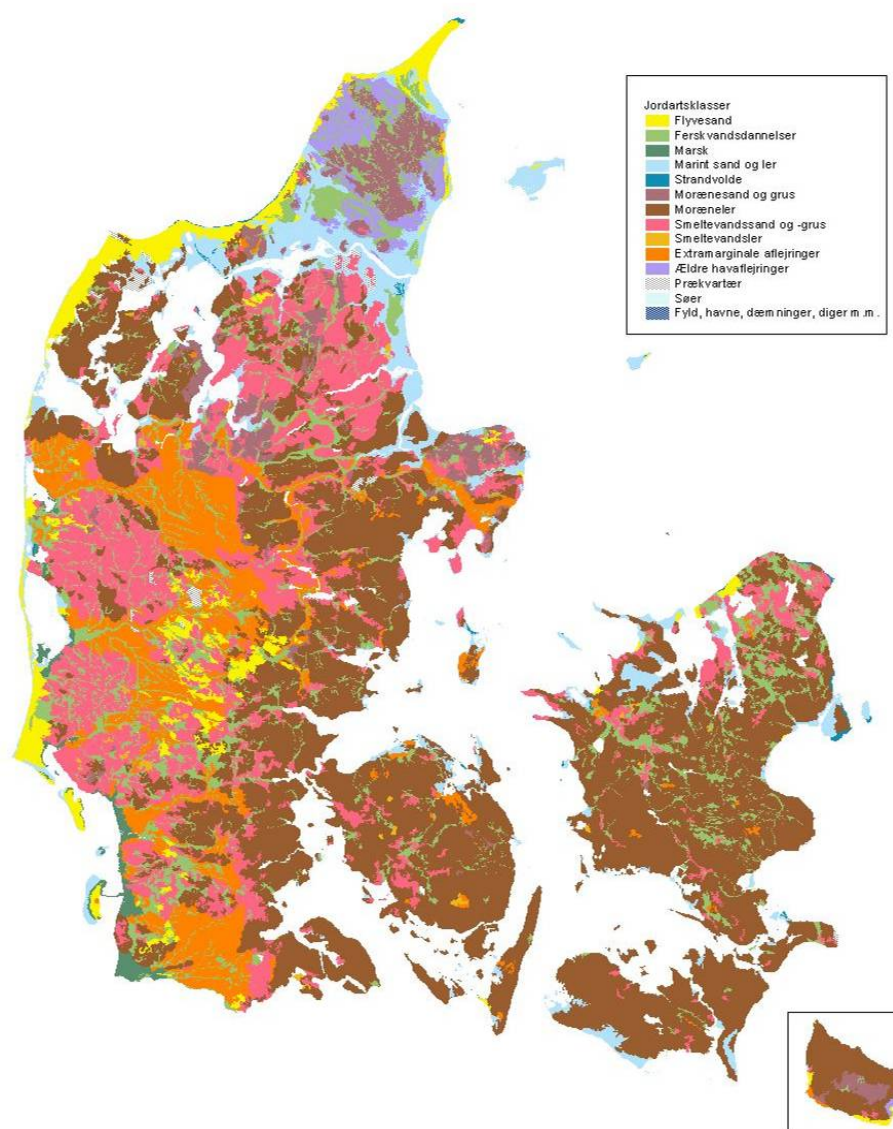 Jordartsklasser
Flyvesand
Ferskvandsdannelser
Marsk
Marint sand og ler
Strandvolde
Morænesand og grus
Moræneler
Smeltevandssand og -grus
Smeltevandsler
Extramarginale aflejringer
Ældre havaflejringer
Prækvartær
Søer
Fyld, havne, dæmninger, diger m.m.